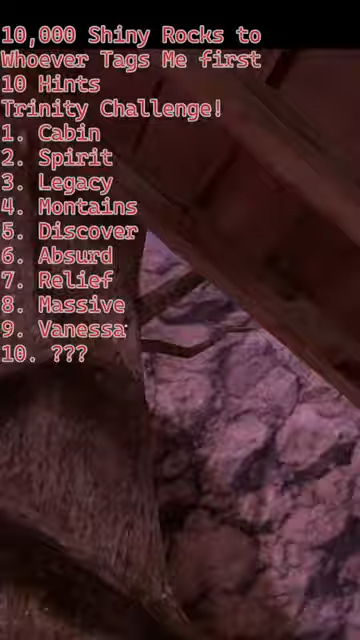 10,000 Shiny Rocks to
Whoever Tags Me first
10 Hints
Trinity Challenge!
1. Cabin
2. Spirit
3. Legacy
4. Montains
5. Discover
6. Absurd
7. Relief
8. Massive
9. Vanessa
10. ???